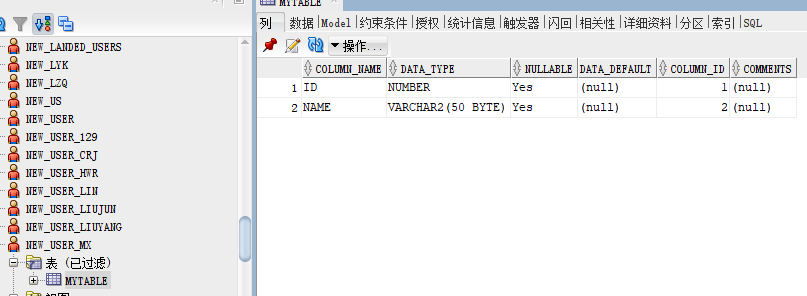 NEW_LANDED_USERS
NEW_LYK
NEW_LZQ
NEW_US
NEW_USER
NEW_USER_129
NEW_USER_CRJ
NEW_USER_HWR
NEW_USER_LIN
NEW_USER_LIUJUN
NEW_USER_LIUYANG
NEW_USER_MX
表 (已过滤)
MYTABLE
MYTABLE
列 数据 Model 约束条件 授权 统计信息 触发器 闪回 相关性 详细资料 分区 索引 SQL
操作...
COLUMN_NAME DATA_TYPE NULLABLE DATA_DEFAULT COLUMN_ID COMMENTS
1 ID NUMBER Yes (null) 1 (null)
2 NAME VARCHAR2(50 BYTE) Yes (null) 2 (null)